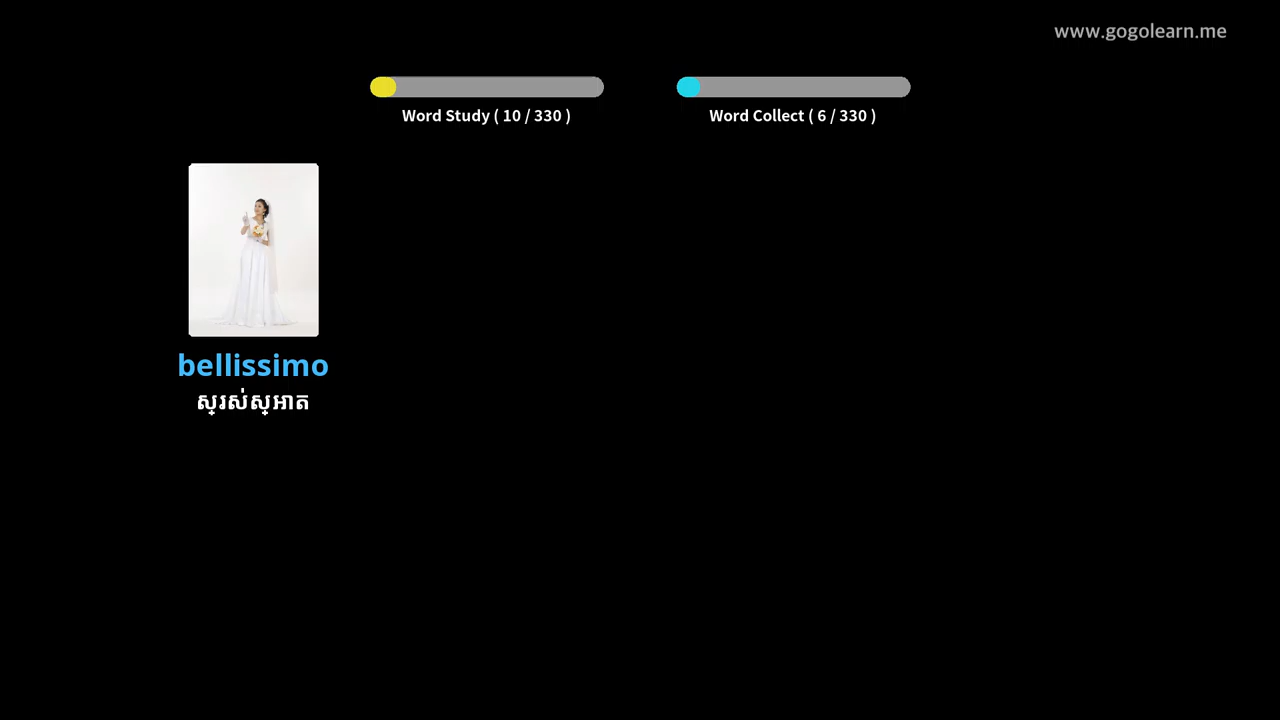 www.gogolearn.me
Word Study ( 10 / 330 )
Word Collect ( 6 / 330 )
bellissimo
ស្រស់ស្អាត